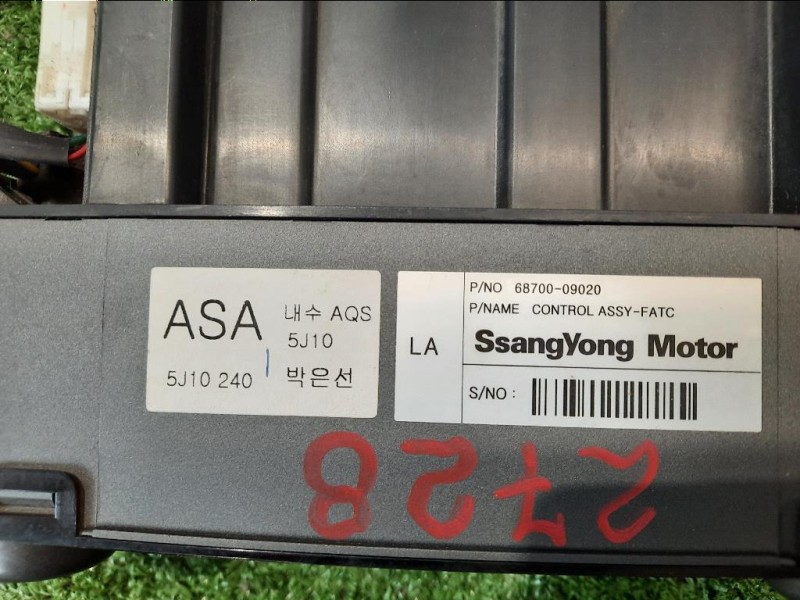 ASA 내수 AQS
5J10
5J10 240 박은선
LA
P/NO 68700-09020
P/NAME CONTROL ASSY-FATC
SsangYong Motor
S/NO :
2728